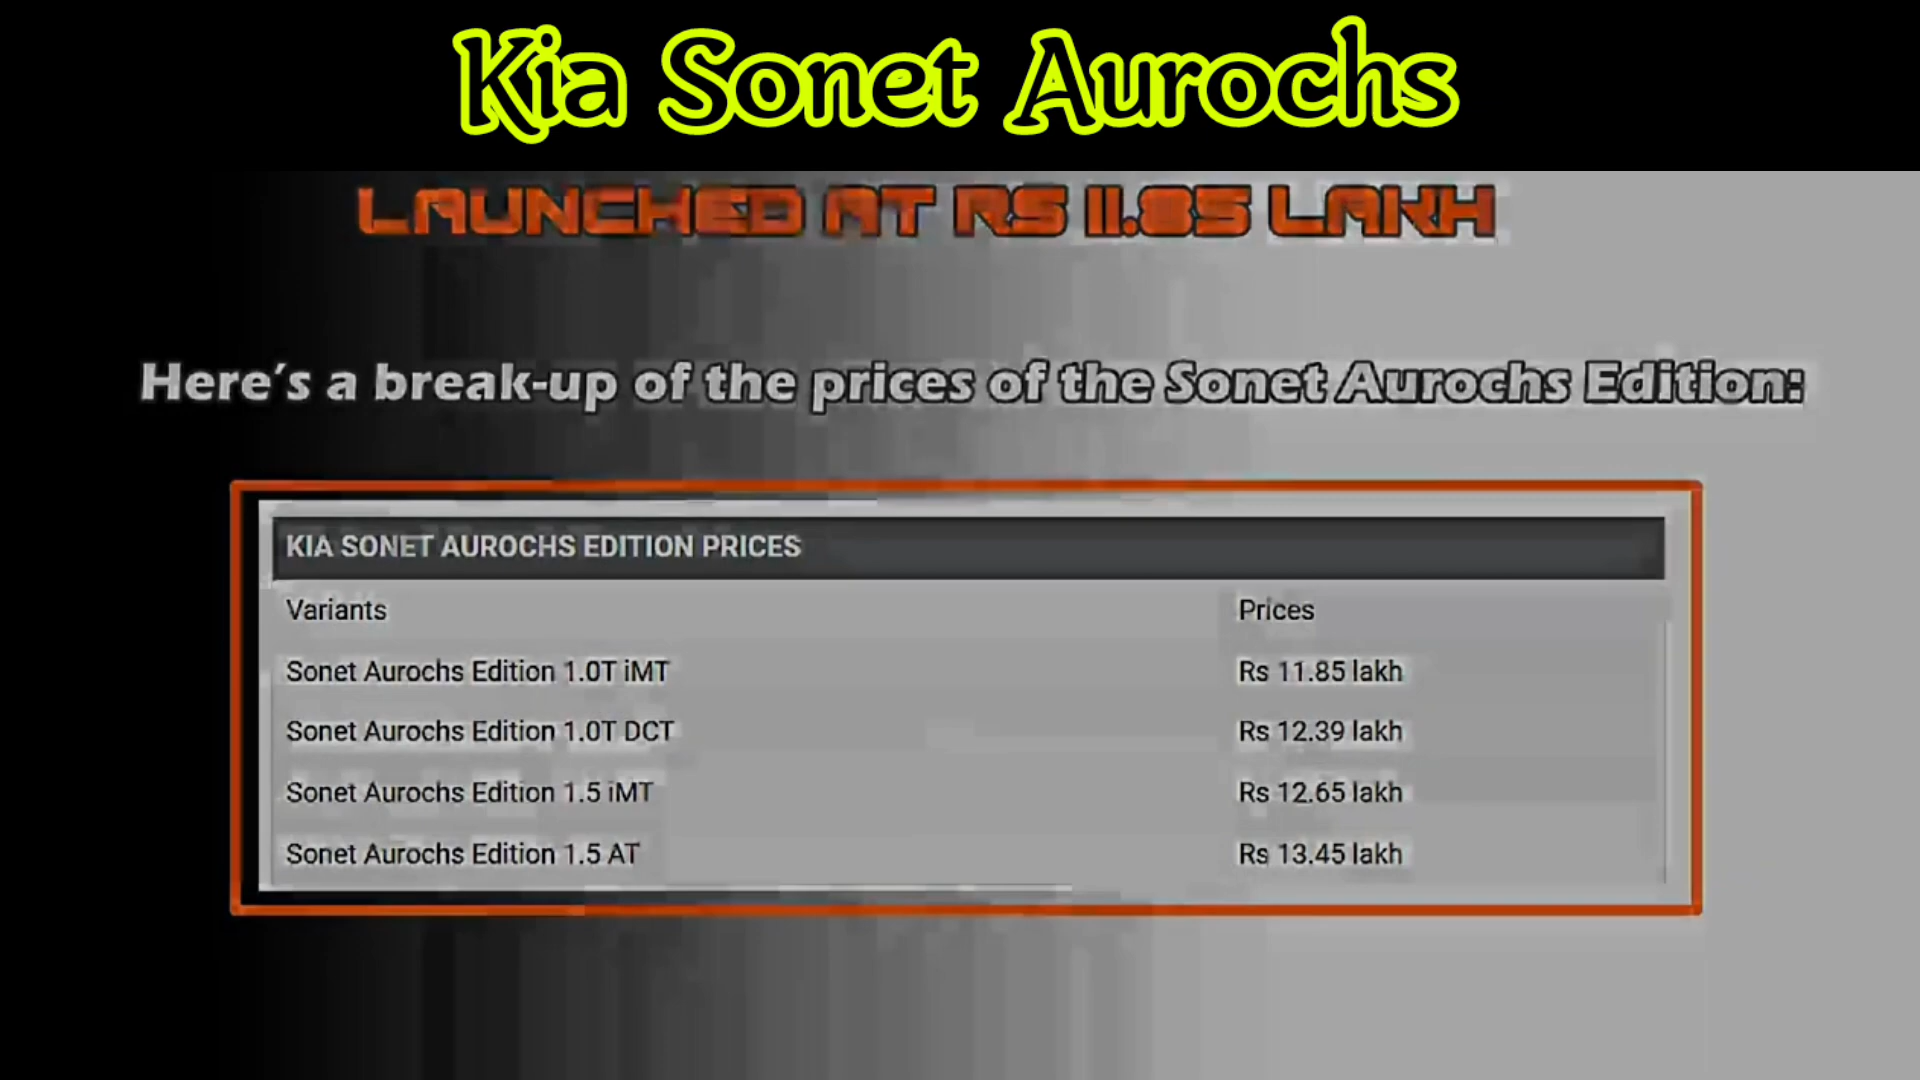 Kia Sonet Aurochs
LAUNCHED AT RS 11.85 LAKH
Here's a break-up of the prices of the Sonet Aurochs Edition:
KIA SONET AUROCHS EDITION PRICES
Variants Prices
Sonet Aurochs Edition 1.0T iMT Rs 11.85 lakh
Sonet Aurochs Edition 1.0T DCT Rs 12.39 lakh
Sonet Aurochs Edition 1.5 iMT Rs 12.65 lakh
Sonet Aurochs Edition 1.5 AT Rs 13.45 lakh